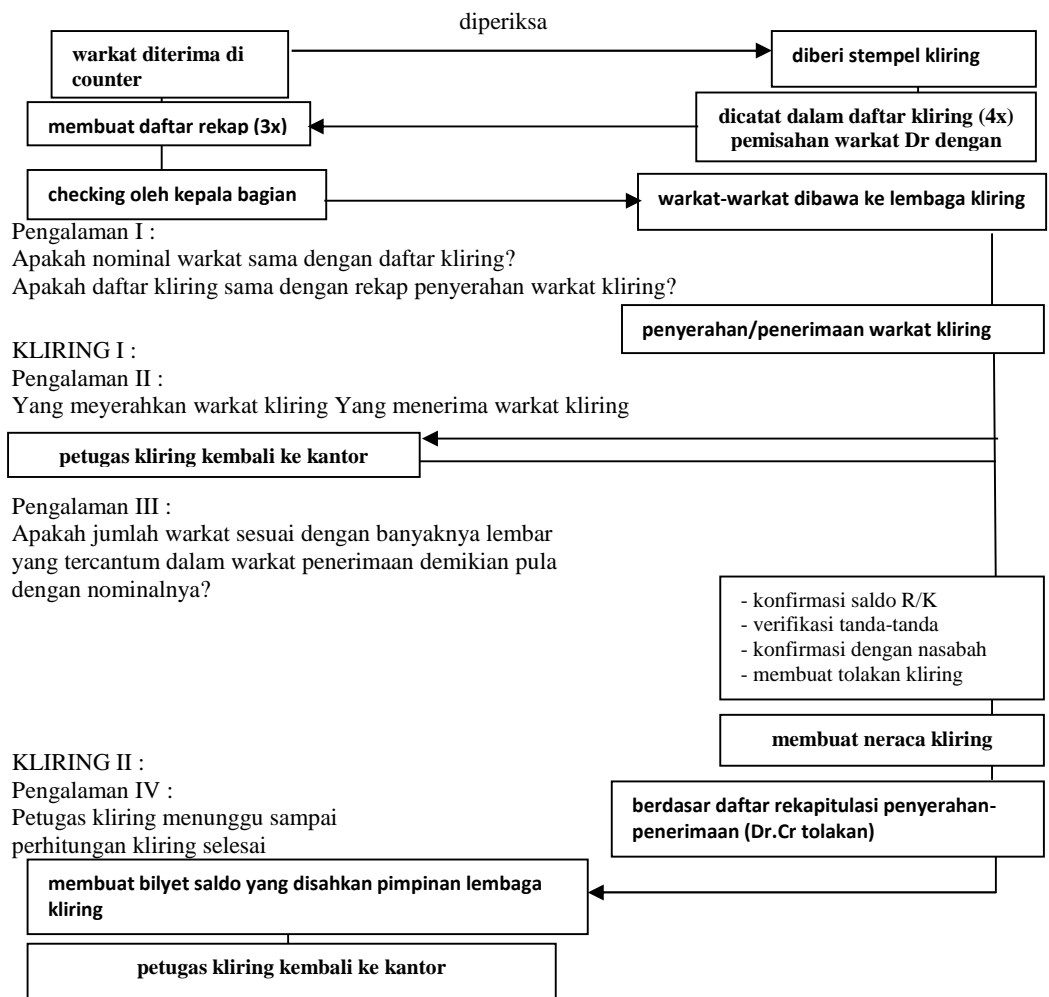 diperiksa
warkat diterima di
counter
diberi stempel kliring
membuat daftar rekap (3x)
dicatat dalam daftar kliring (4x)
pemisahan warkat Dr dengan
checking oleh kepala bagian
warkat-warkat dibawa ke lembaga kliring
Pengalaman I :
Apakah nominal warkat sama dengan daftar kliring?
Apakah daftar kliring sama dengan rekap penyerahan warkat kliring?
penyerahan/penerimaan warkat kliring
KLIRING I :
Pengalaman II :
Yang meyerahkan warkat kliring Yang menerima warkat kliring
petugas kliring kembali ke kantor
Pengalaman III :
Apakah jumlah warkat sesuai dengan banyaknya lembar
yang tercantum dalam warkat penerimaan demikian pula
dengan nominalnya?
- konfirmasi saldo R/K
- verifikasi tanda-tanda
- konfirmasi dengan nasabah
- membuat tolakan kliring
membuat neraca kliring
KLIRING II :
Pengalaman IV :
Petugas kliring menunggu sampai
perhitungan kliring selesai
berdasar daftar rekapitulasi penyerahan-
penerimaan (Dr.Cr tolakan)
membuat bilyet saldo yang disahkan pimpinan lembaga
kliring
petugas kliring kembali ke kantor